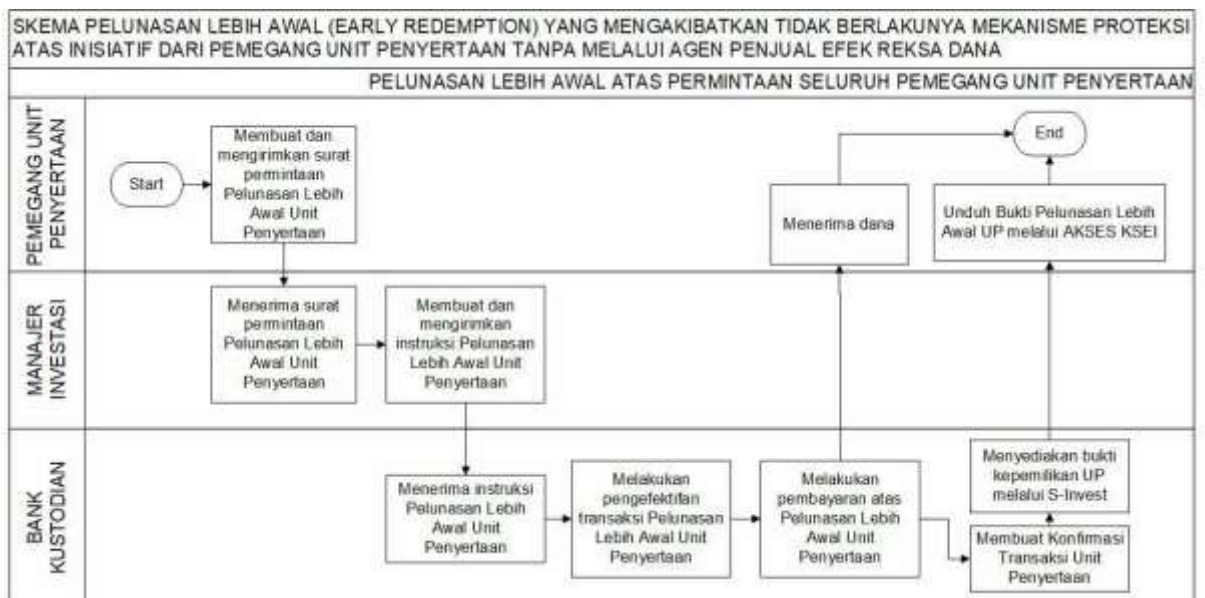 SKEMA PELUNASAN LEBIH AWAL (EARLY REDEMPTION) YANG MENGAKIBATKAN TIDAK BERLAKUNYA MEKANISME PROTEKSI
ATAS INISIATIF DARI PEMEGANG UNIT PENYERTAAN TANPA MELALUI AGEN PENJUAL EFEK REKSA DANA
PELUNASAN LEBIH AWAL ATAS PERMINTAAN SELURUH PEMEGANG UNIT PENYERTAAN
PEMEGANG UNIT
PENYERTAAN
Start
Membuat dan
mengirimkan surat
permintaan
Pelunasan Lebih
Awal Unit
Penyertaan
Menerima dana
End
Unduh Bukti Pelunasan Lebih
Awal UP melalui AKSES KSEI
MANAJER
INVESTASI
Menerima surat
permintaan
Pelunasan Lebih
Awal Unit
Penyertaan
Membuat dan
mengirimkan
instruksi Pelunasan
Lebih Awal Unit
Penyertaan
BANK
KUSTODIAN
Menerima instruksi
Pelunasan Lebih
Awal Unit
Penyertaan
Melakukan
pengefektifan
transaksi Pelunasan
Lebih Awal Unit
Penyertaan
Melakukan
pembayaran atas
Pelunasan Lebih
Awal Unit
Penyertaan
Menyediakan bukti
kepemilikan UP
melalui S-Invest
Membuat Konfirmasi
Transaksi Unit
Penyertaan